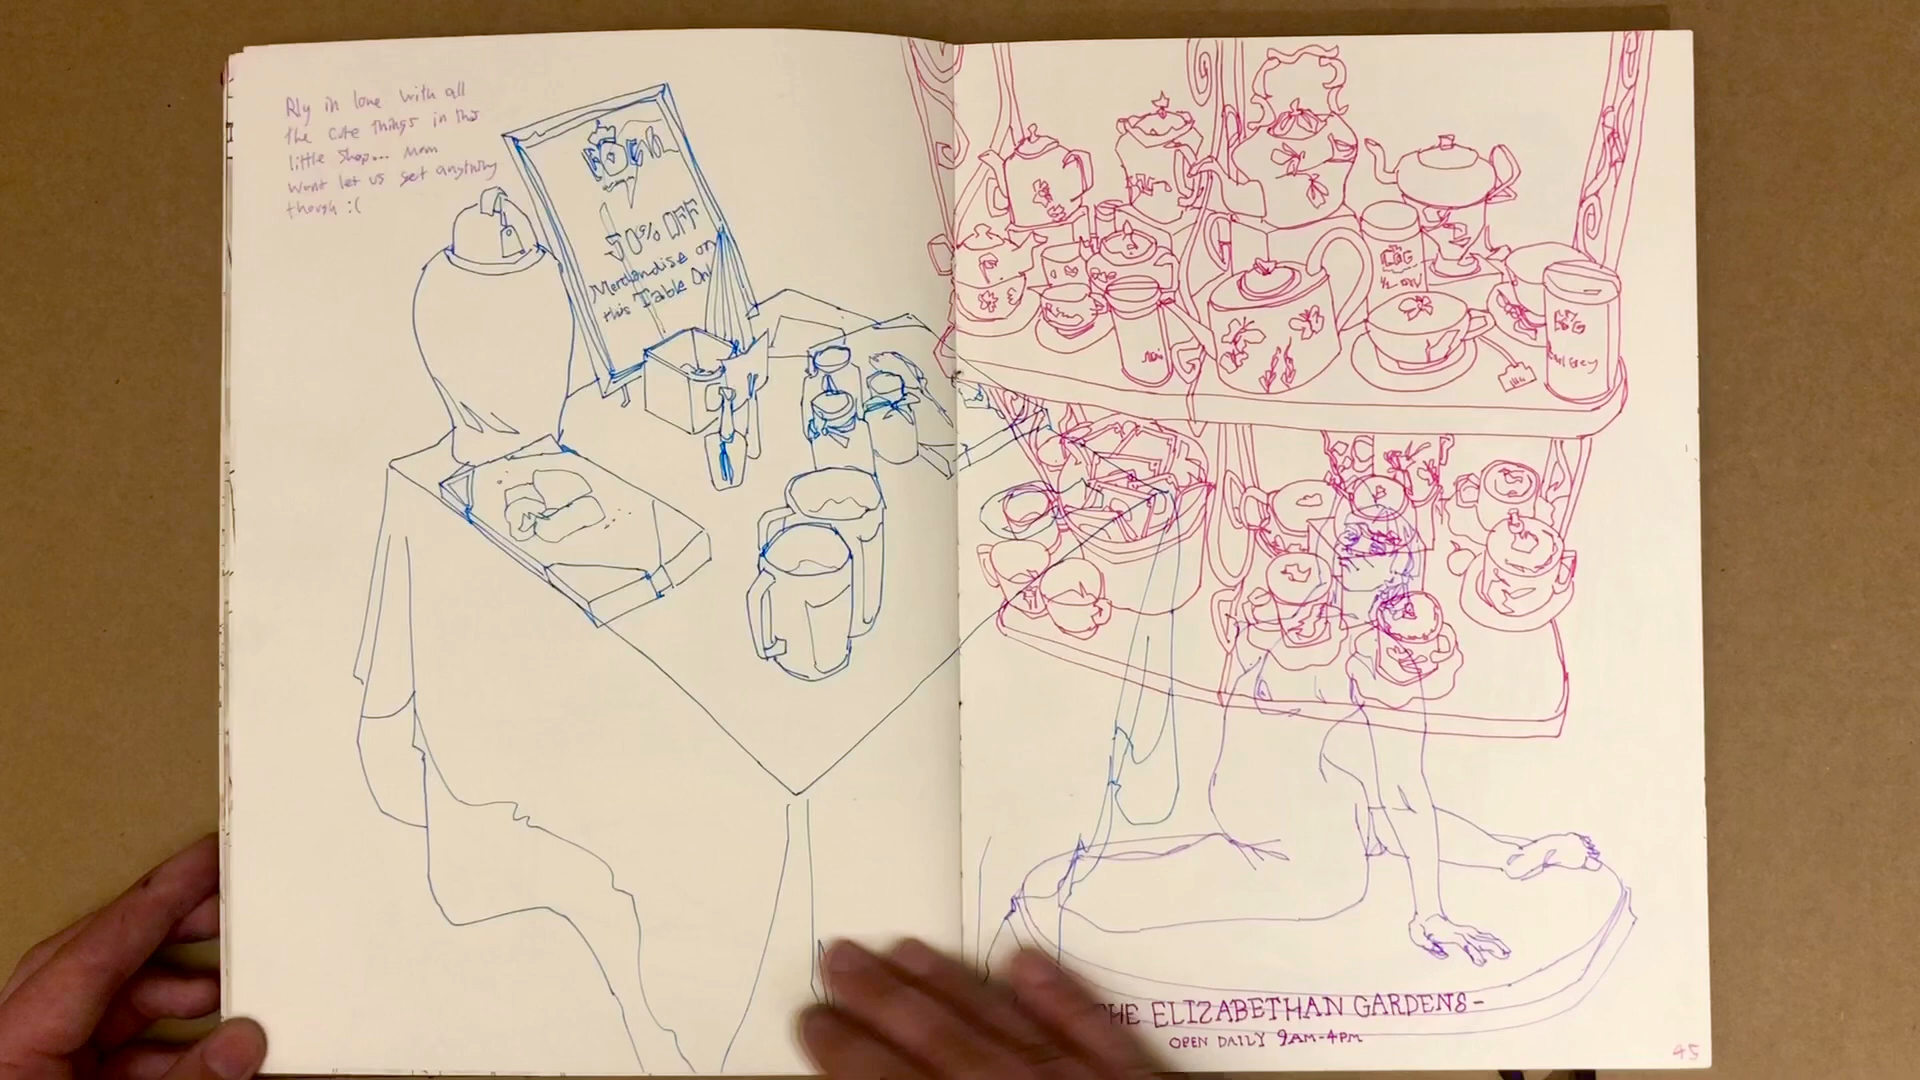 Rly in love with all
the cute things in this
little shop... mom
wont let us get anything
though :(
50% OFF
Merchandise on
this Table Only
Earl Grey
THE ELIZABETHAN GARDENS-
OPEN DAILY 9AM-4PM
45